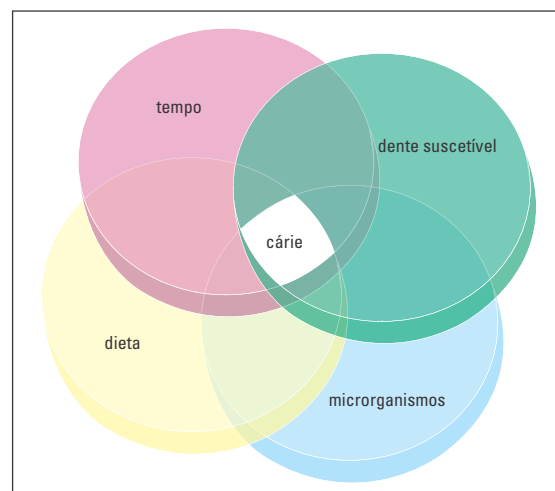 tempo
dente suscetível
cárie
dieta
microrganismos